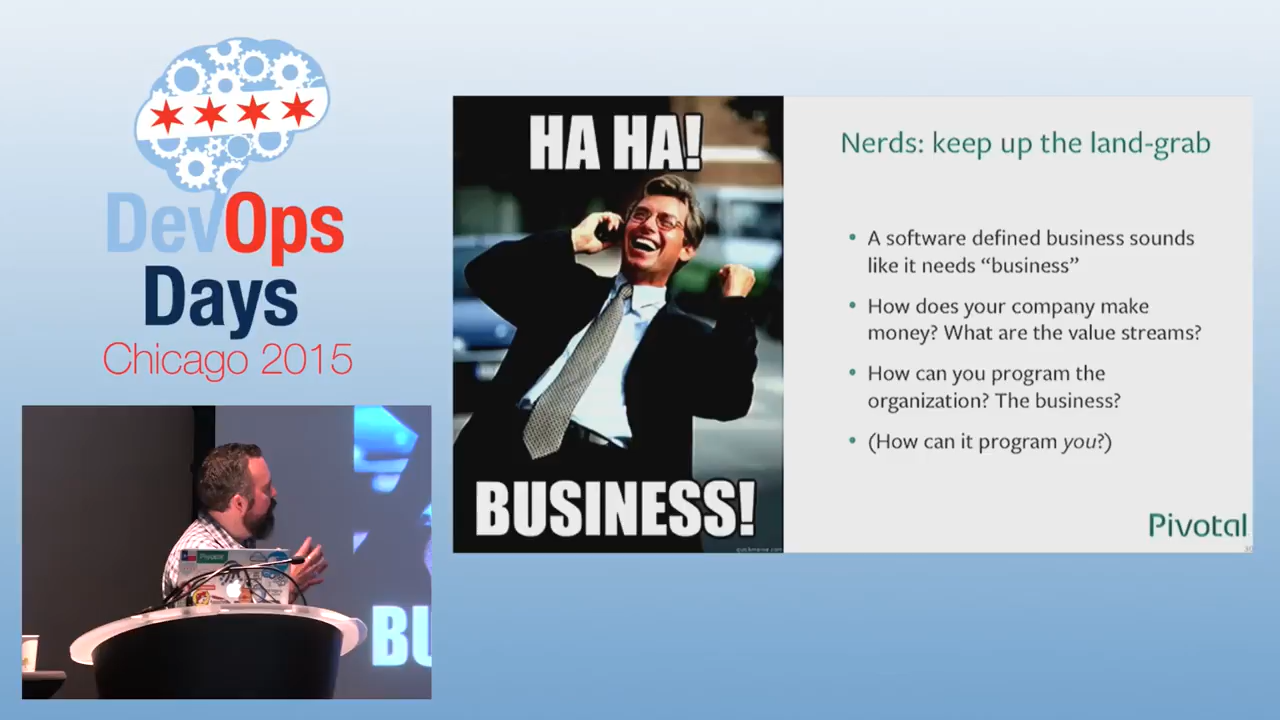 DevOps
Days
Chicago 2015
HA HA!
BUSINESS!
Nerds: keep up the land-grab
• A software defined business sounds
like it needs “business”
• How does your company make
money? What are the value streams?
• How can you program the
organization? The business?
• (How can it program you?)
Pivotal
Pivotal
BU